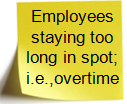 Employees
staying too
long in spot;
i.e.,overtime